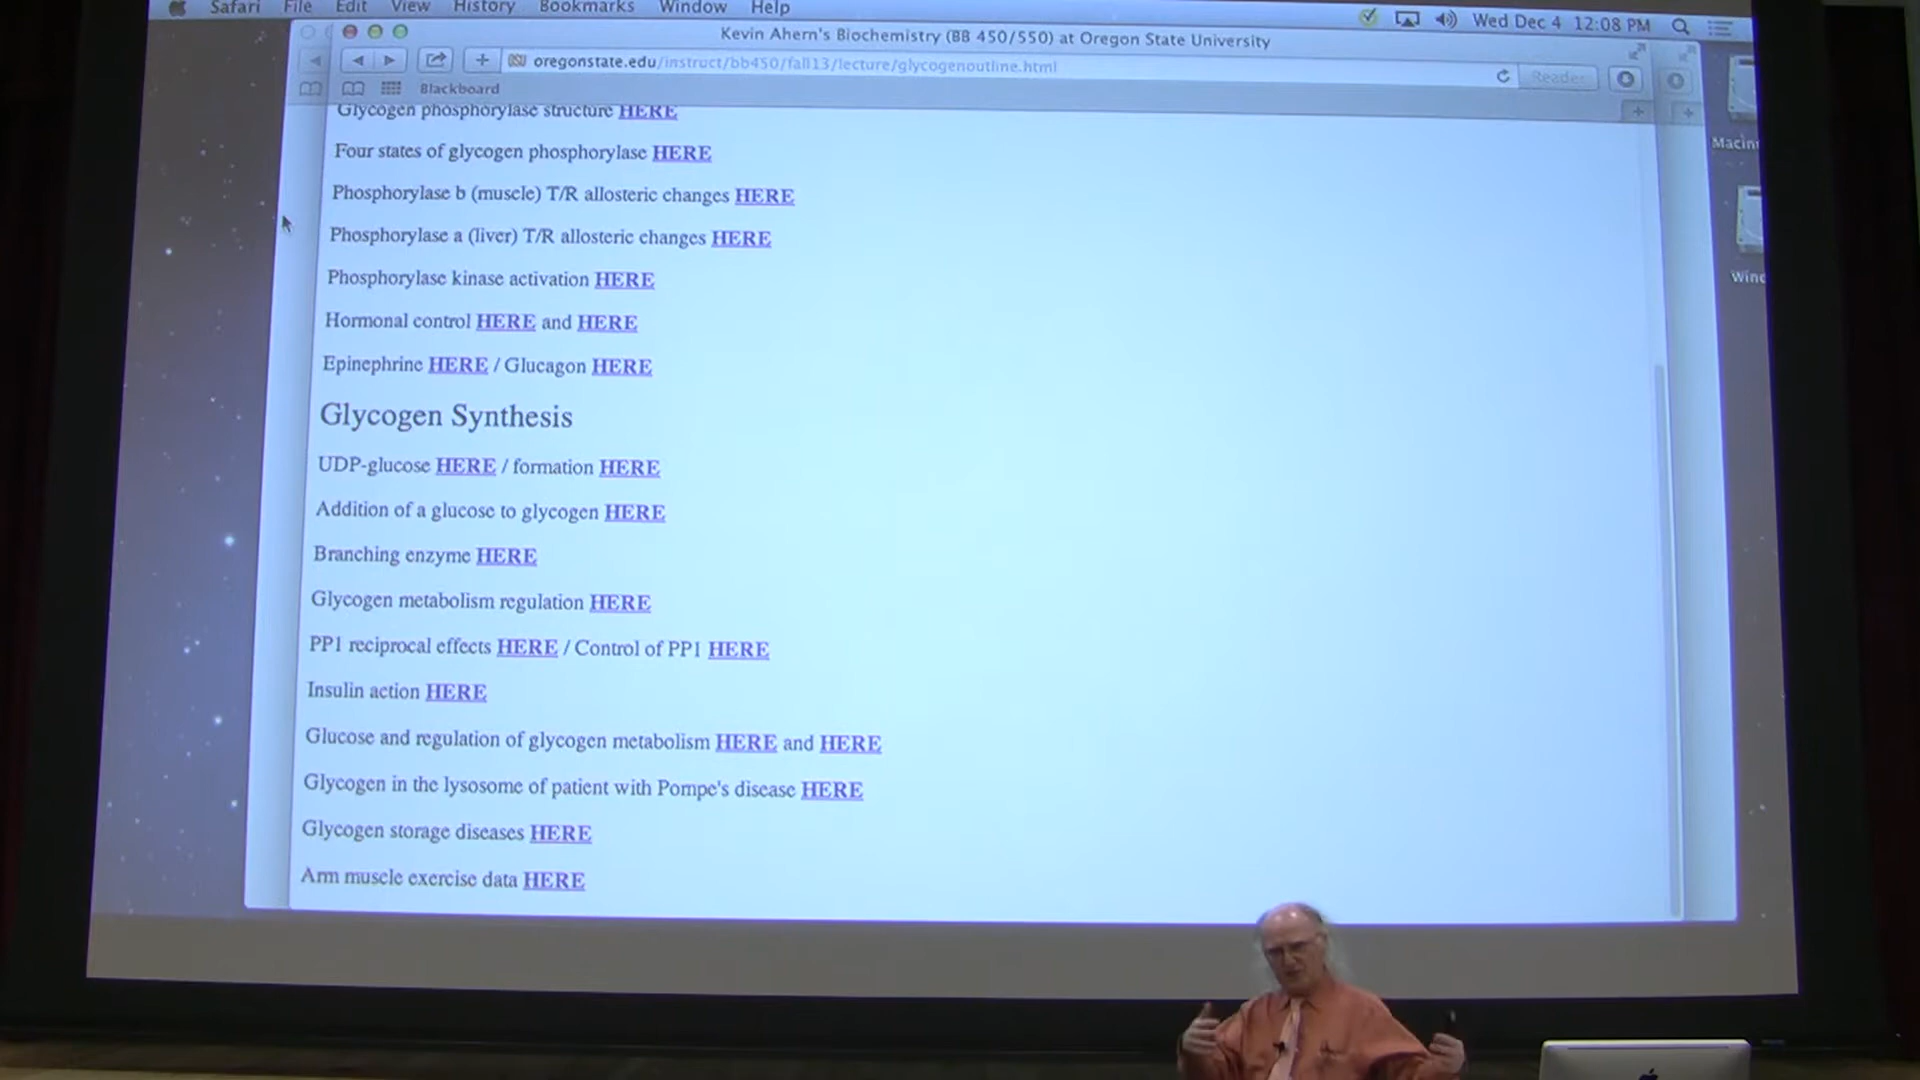 Safari File Edit View History Bookmarks Window Help Wed Dec 4 12:08 PM
Kevin Ahern's Biochemistry (BB 450/550) at Oregon State University
oregonstate.edu/instruct/bb450/fall13/lecture/glycogenoutline.html Reader
Blackboard
Glycogen phosphorylase structure HERE
Four states of glycogen phosphorylase HERE
Phosphorylase b (muscle) T/R allosteric changes HERE
Phosphorylase a (liver) T/R allosteric changes HERE
Phosphorylase kinase activation HERE
Hormonal control HERE and HERE
Epinephrine HERE / Glucagon HERE
Glycogen Synthesis
UDP-glucose HERE / formation HERE
Addition of a glucose to glycogen HERE
Branching enzyme HERE
Glycogen metabolism regulation HERE
PP1 reciprocal effects HERE / Control of PP1 HERE
Insulin action HERE
Glucose and regulation of glycogen metabolism HERE and HERE
Glycogen in the lysosome of patient with Pompe's disease HERE
Glycogen storage diseases HERE
Arm muscle exercise data HERE
Macin
Wind